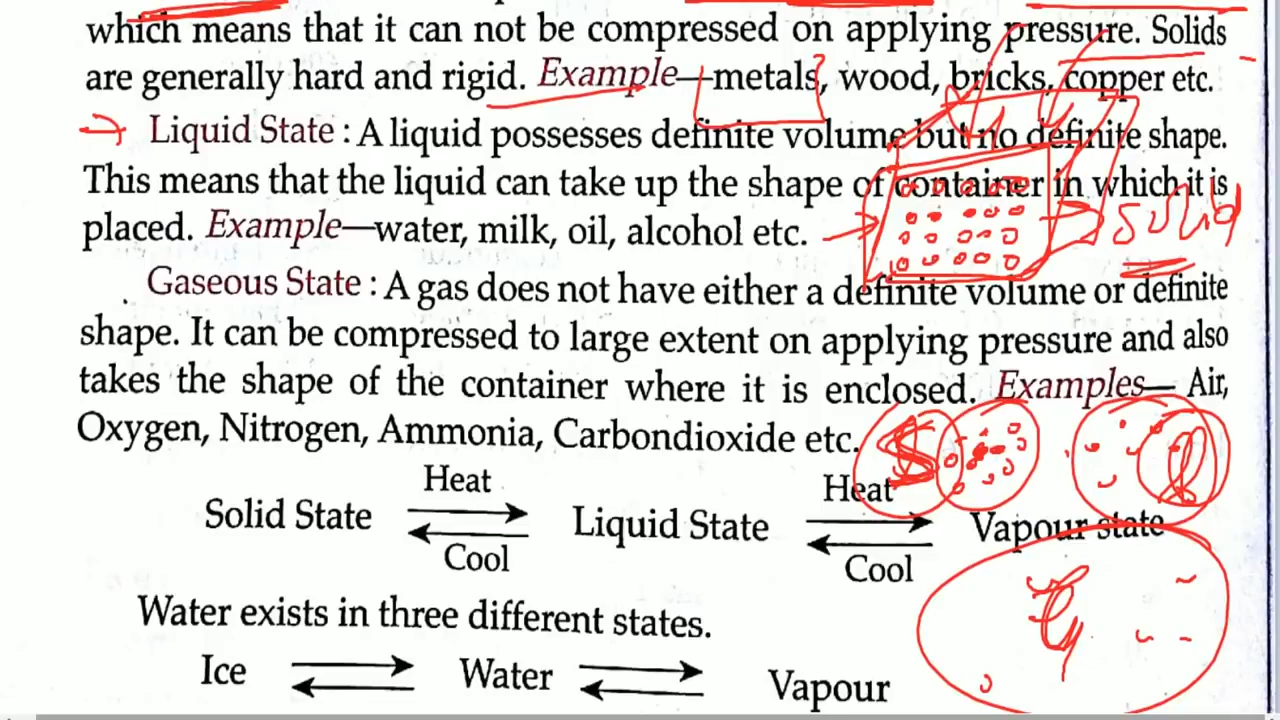 which means that it can not be compressed on applying pressure. Solids
are generally hard and rigid. Example—metals, wood, bricks, copper etc.
→ Liquid State : A liquid possesses definite volume but no definite shape.
This means that the liquid can take up the shape of container in which it is
placed. Example—water, milk, oil, alcohol etc.
solid
Gaseous State : A gas does not have either a definite volume or definite
shape. It can be compressed to large extent on applying pressure and also
takes the shape of the container where it is enclosed. Examples— Air,
Oxygen, Nitrogen, Ammonia, Carbondioxide etc.
S
l
Heat Heat
Solid State Liquid State Vapour state
Cool Cool
G
Water exists in three different states.
Ice Water Vapour